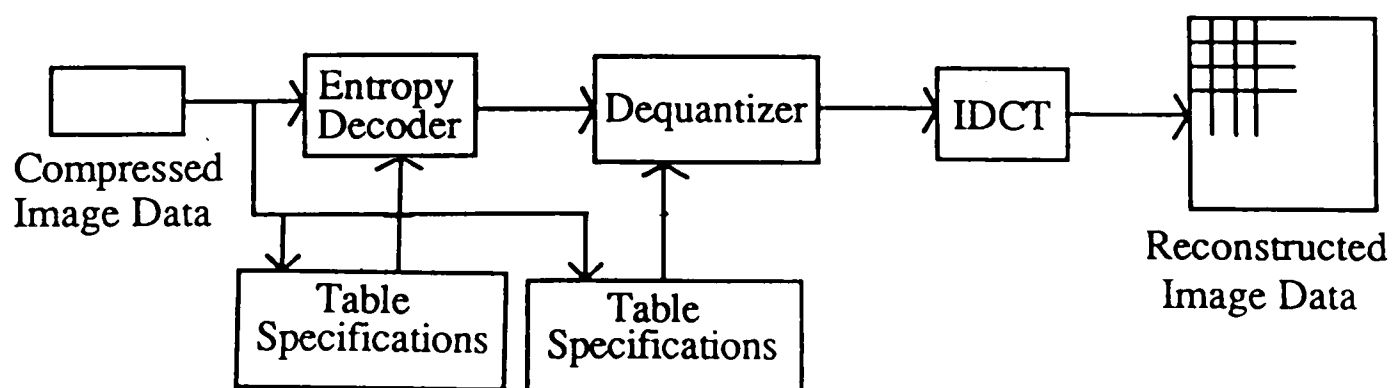 Compressed
Image Data
Entropy
Decoder
Dequantizer
IDCT
Reconstructed
Image Data
Table
Specifications
Table
Specifications